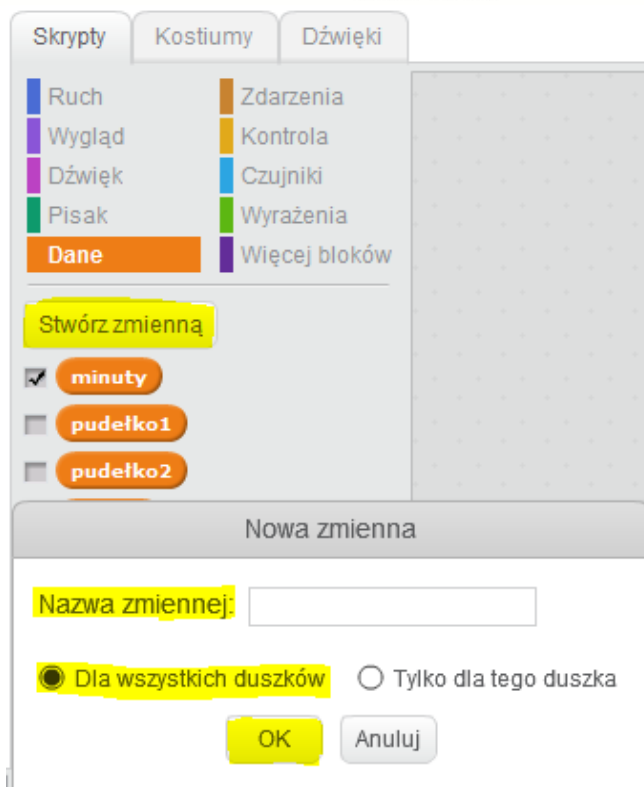 Skrypty Kostiumy Dźwięki
Ruch Zdarzenia
Wygląd Kontrola
Dźwięk Czujniki
Pisak Wyrażenia
Dane Więcej bloków
Stwórz zmienną
minuty
pudełko1
pudełko2
Nowa zmienna
Nazwa zmiennej:
Dla wszystkich duszków Tylko dla tego duszka
OK Anuluj